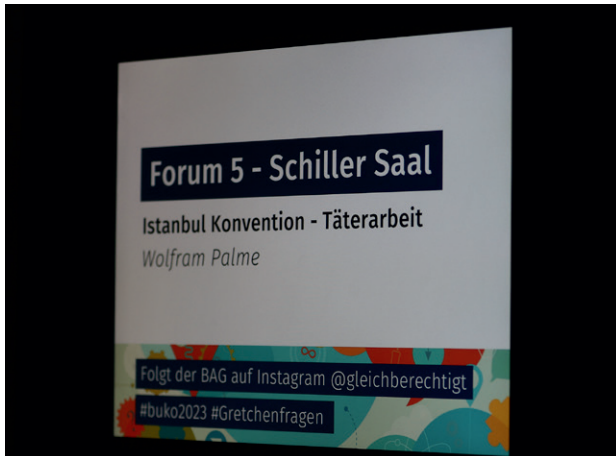 Forum 5 - Schiller Saal
Istanbul Konvention - Täterarbeit
Wolfram Palme
Folgt der BAG auf Instagram @gleichberechtigt
#buko2023 #Gretchenfragen